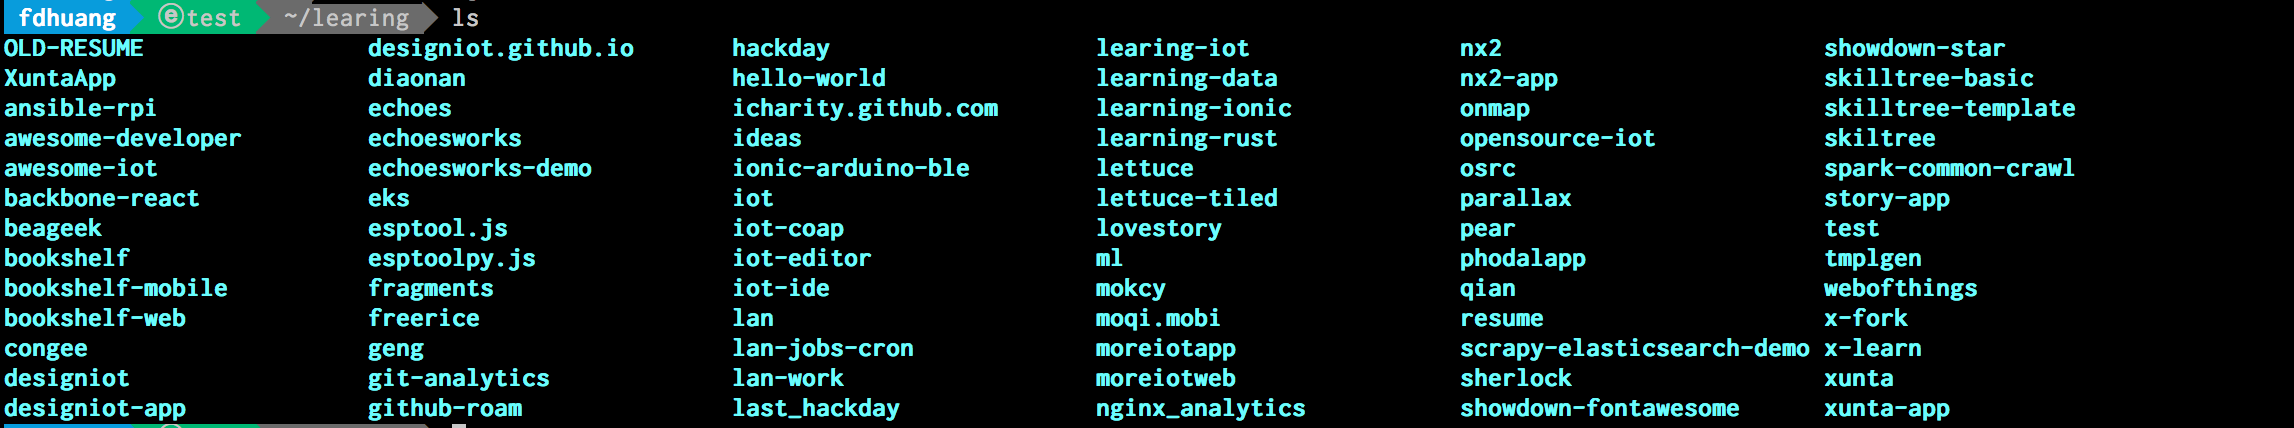 fdhuang ⓔtest ~/learing ls
OLD-RESUME designiot.github.io hackday learing-iot nx2 showdown-star
XuntaApp diaonan hello-world learning-data nx2-app skilltree-basic
ansible-rpi echoes icharity.github.com learning-ionic onmap skilltree-template
awesome-developer echoesworks ideas learning-rust opensource-iot skiltree
awesome-iot echoesworks-demo ionic-arduino-ble lettuce osrc spark-common-crawl
backbone-react eks iot lettuce-tiled parallax story-app
beageek esptool.js iot-coap lovestory pear test
bookshelf esptoolpy.js iot-editor ml phodalapp tmplgen
bookshelf-mobile fragments iot-ide mokcy qian webofthings
bookshelf-web freerice lan moqi.mobi resume x-fork
congee geng lan-jobs-cron moreiotapp scrapy-elasticsearch-demo x-learn
designiot git-analytics lan-work moreiotweb sherlock xunta
designiot-app github-roam last_hackday nginx_analytics showdown-fontawesome xunta-app